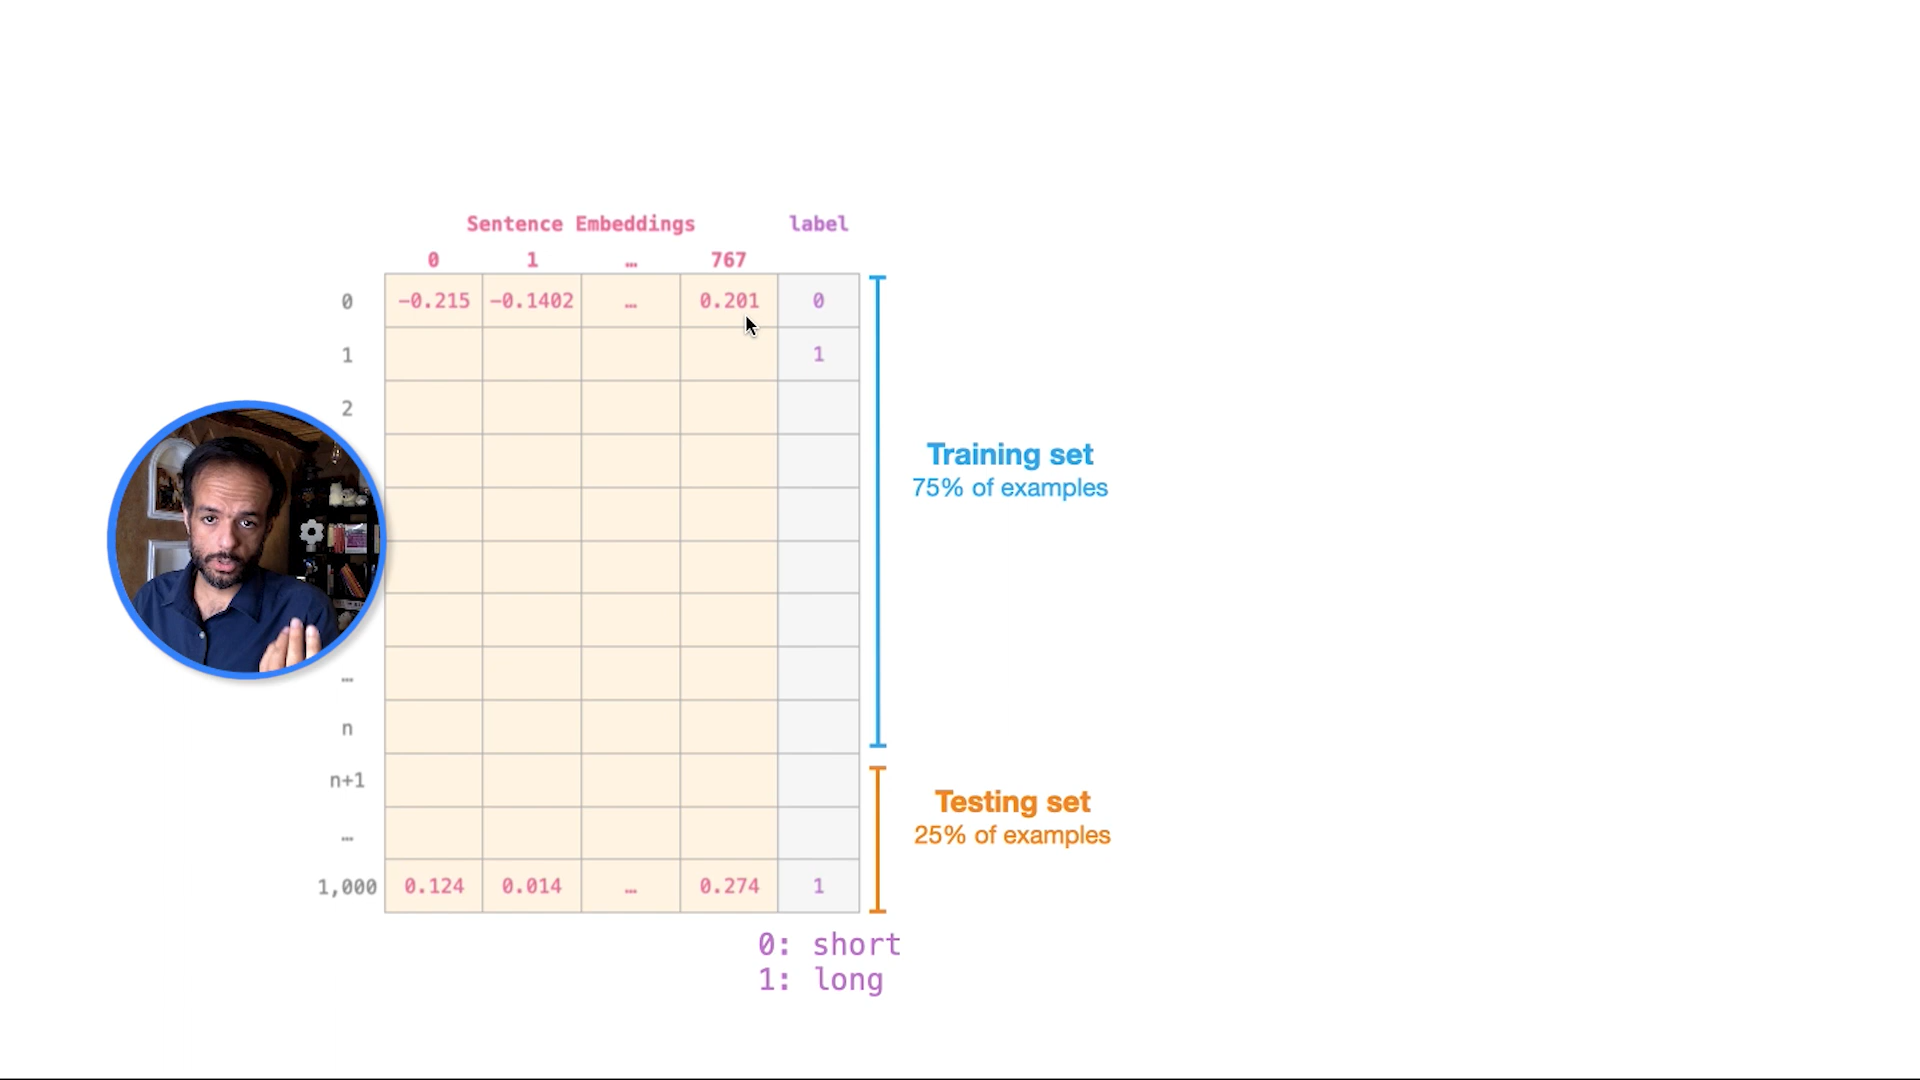 Sentence Embeddings label
0 1 … 767
0 -0.215 -0.1402 … 0.201 0
1 1
2
…
n
n+1
…
1,000 0.124 0.014 … 0.274 1
Training set
75% of examples
Testing set
25% of examples
0: short
1: long